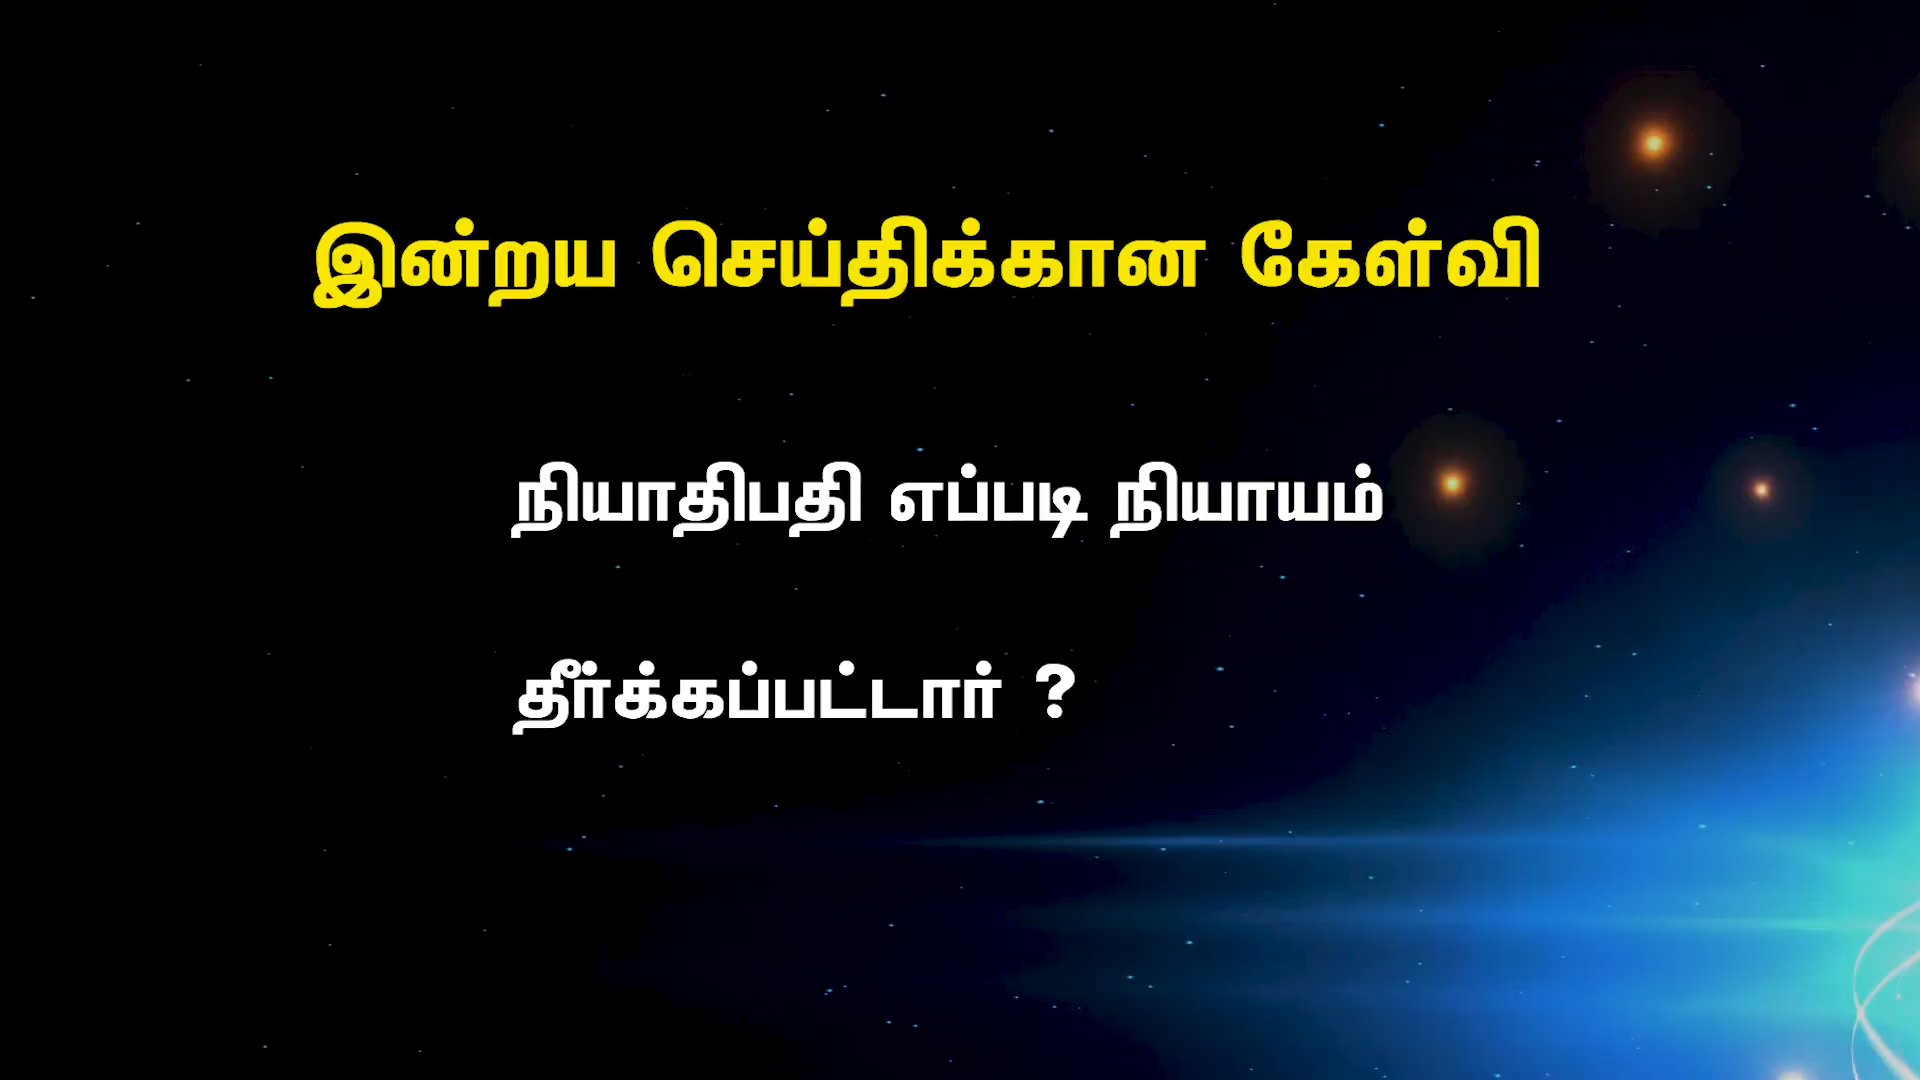 இன்றய செய்திக்கான கேள்வி
நியாதிபதி எப்படி நியாயம்
தீர்க்கப்பட்டார் ?